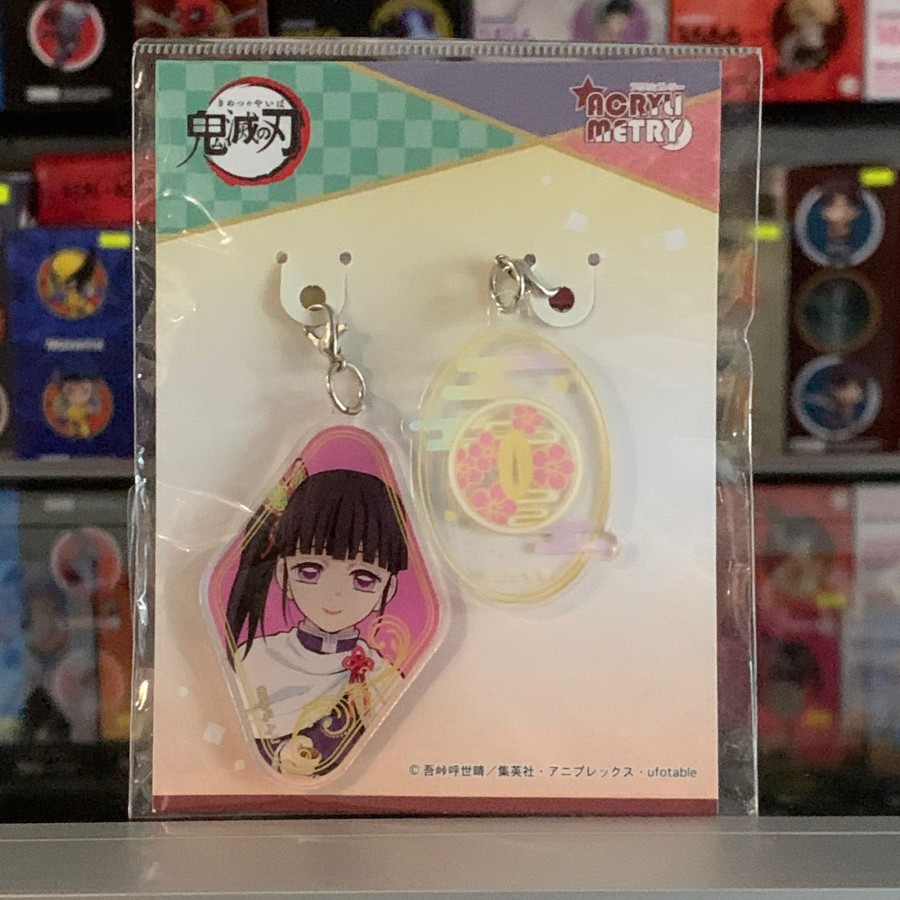 きめつのやいば
鬼滅の刃
ACRYLI
METRY
©吾峠呼世晴／集英社・アニプレックス・ufotable